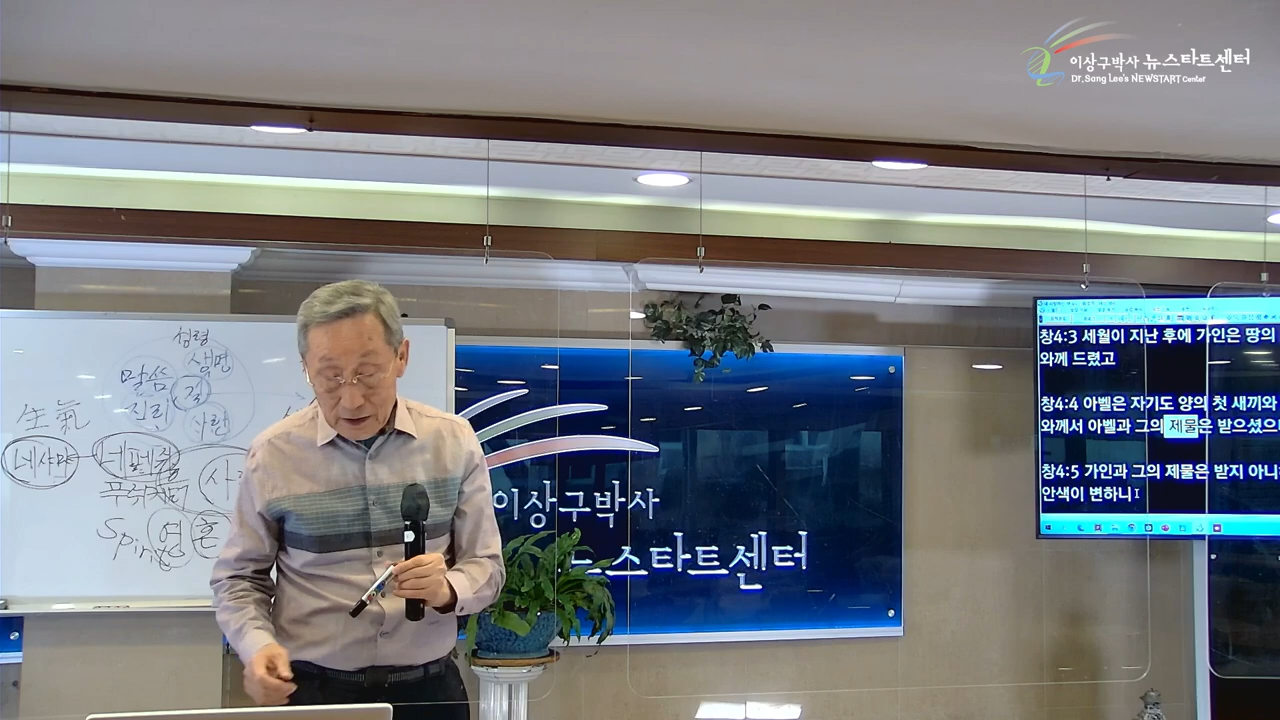 이상구박사 뉴스타트센터
Dr. Sang Lee's NEWSTART Center
성령
생명
말씀
길
진리
사랑
生氣
네샤마
네페쉬
푸쉬케
Spirit
영
혼
이상구박사
뉴스타트센터
창4:3 세월이 지난 후에 가인은 땅의
와께 드렸고
창4:4 아벨은 자기도 양의 첫 새끼와
와께서 아벨과 그의 제물은 받으셨으
창4:5 가인과 그의 제물은 받지 아니
안색이 변하니